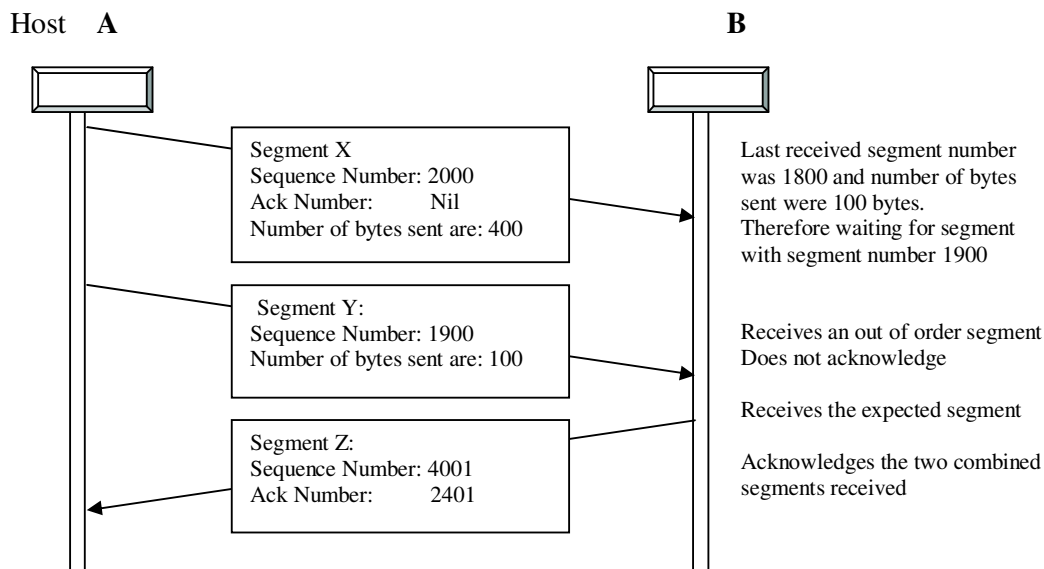 Host A B
Segment X
Sequence Number: 2000
Ack Number: Nil
Number of bytes sent are: 400
Last received segment number
was 1800 and number of bytes
sent were 100 bytes.
Therefore waiting for segment
with segment number 1900
Segment Y:
Sequence Number: 1900
Number of bytes sent are: 100
Receives an out of order segment
Does not acknowledge
Receives the expected segment
Segment Z:
Sequence Number: 4001
Ack Number: 2401
Acknowledges the two combined
segments received